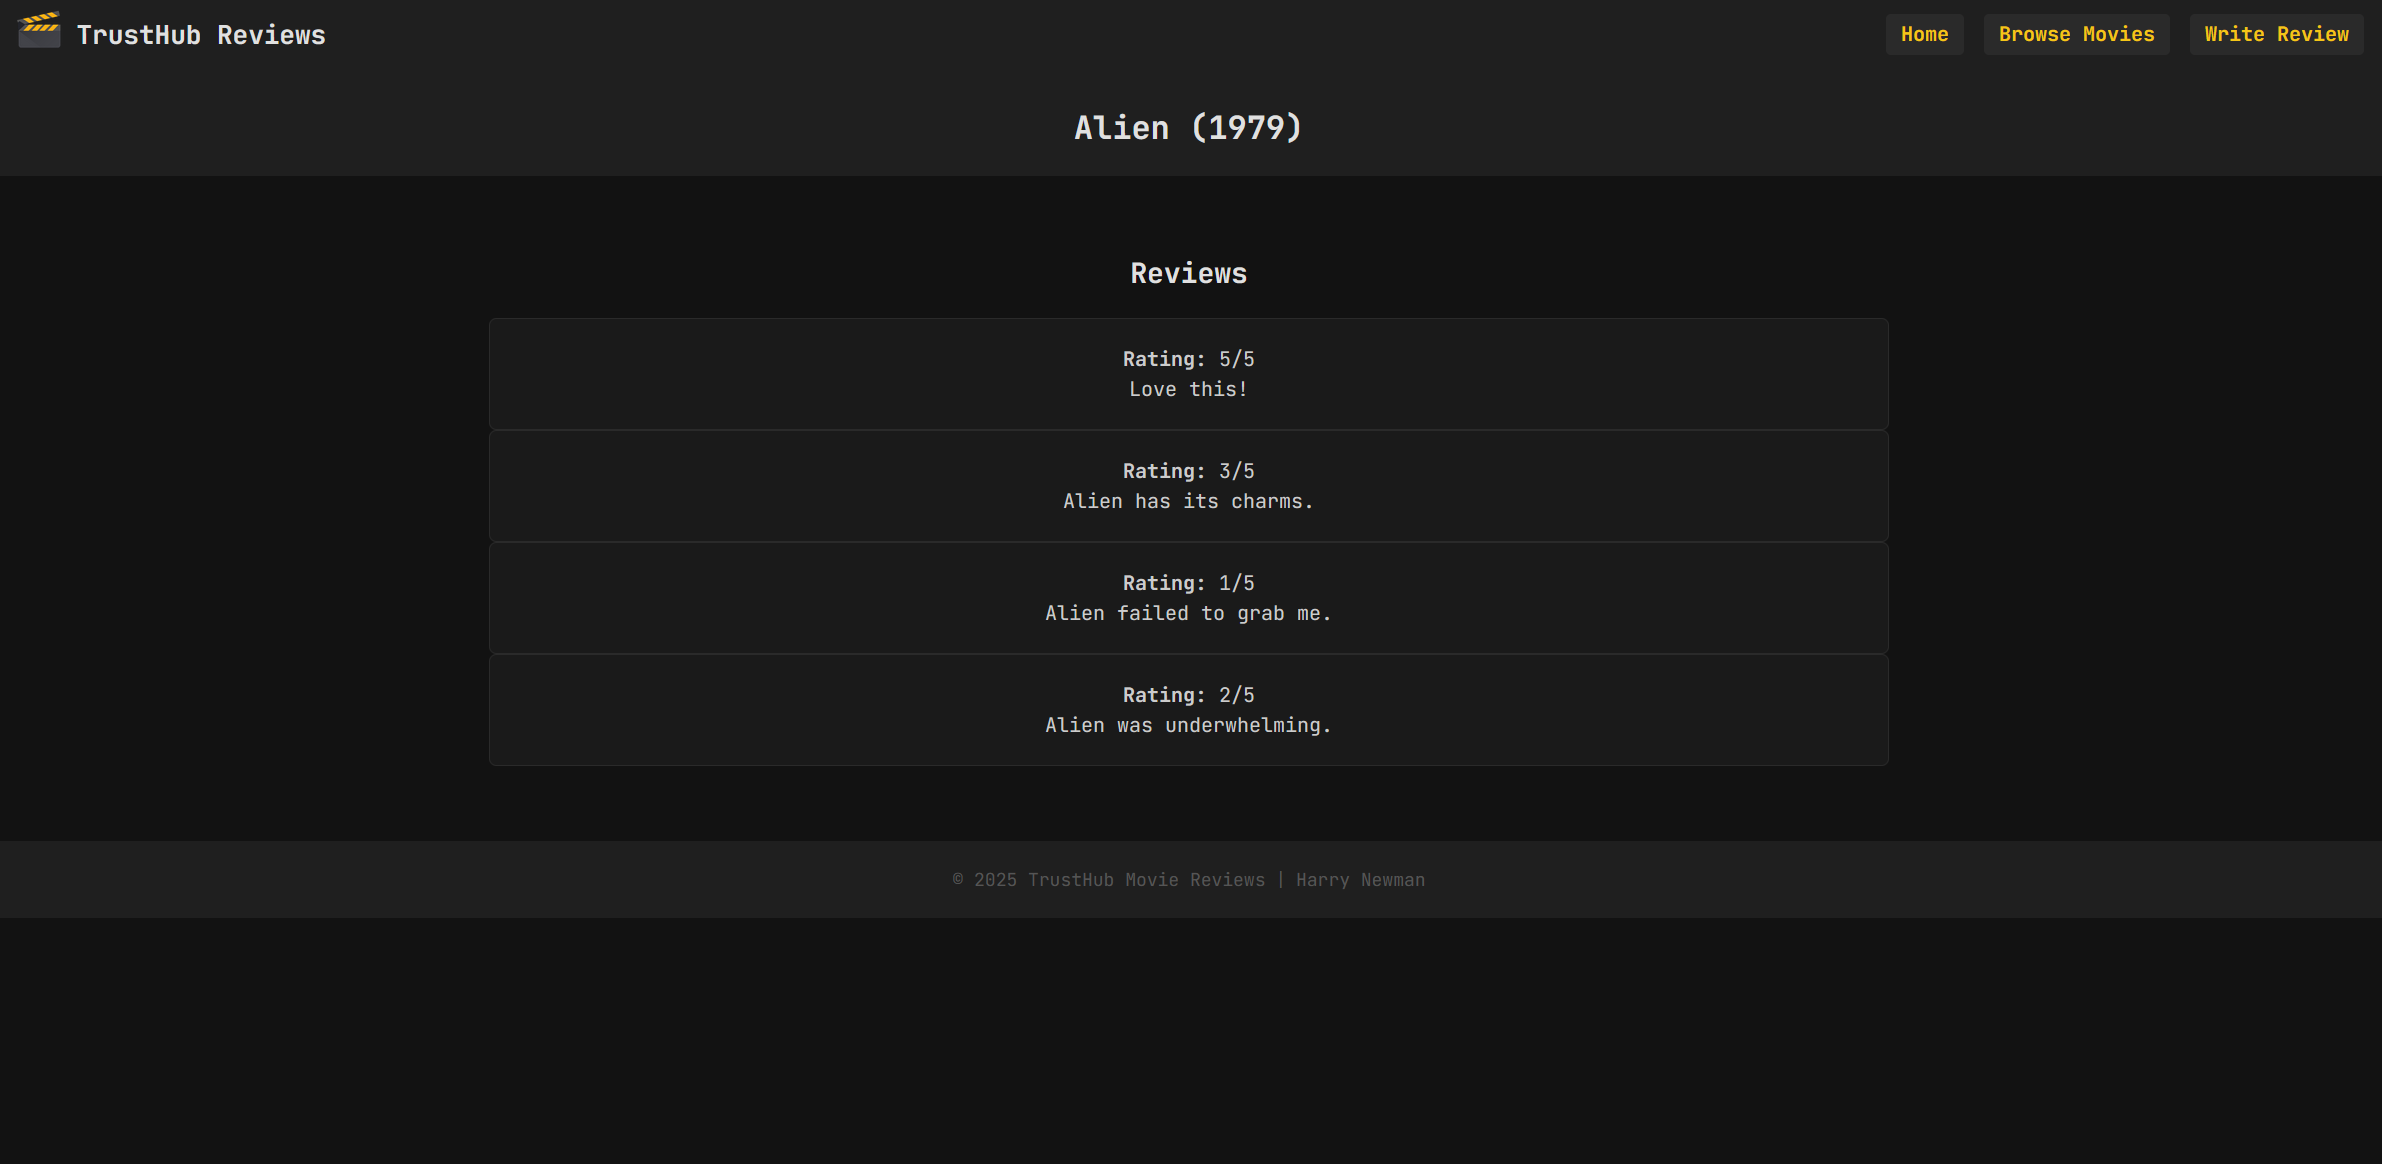 TrustHub Reviews
Home
Browse Movies
Write Review
Alien (1979)
Reviews
Rating: 5/5
Love this!
Rating: 3/5
Alien has its charms.
Rating: 1/5
Alien failed to grab me.
Rating: 2/5
Alien was underwhelming.
© 2025 TrustHub Movie Reviews | Harry Newman